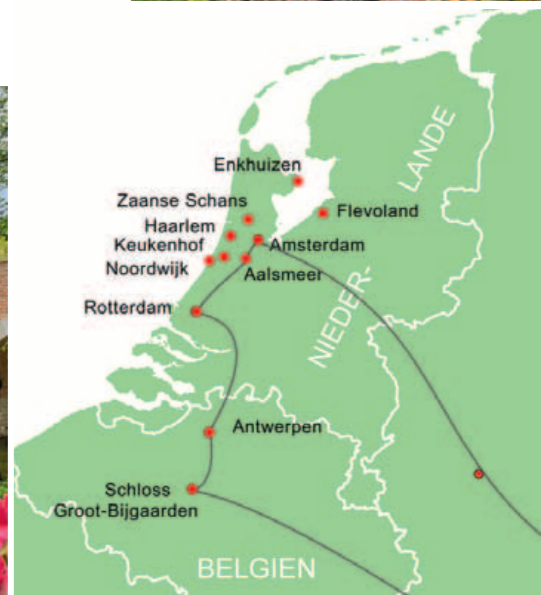 Enkhuizen
LANDE
Zaanse Schans
Flevoland
Haarlem
Keukenhof
Amsterdam
Noordwijk
Aalsmeer
Rotterdam
NIEDER-
Antwerpen
Schloss
Groot-Bijgaarden
BELGIEN